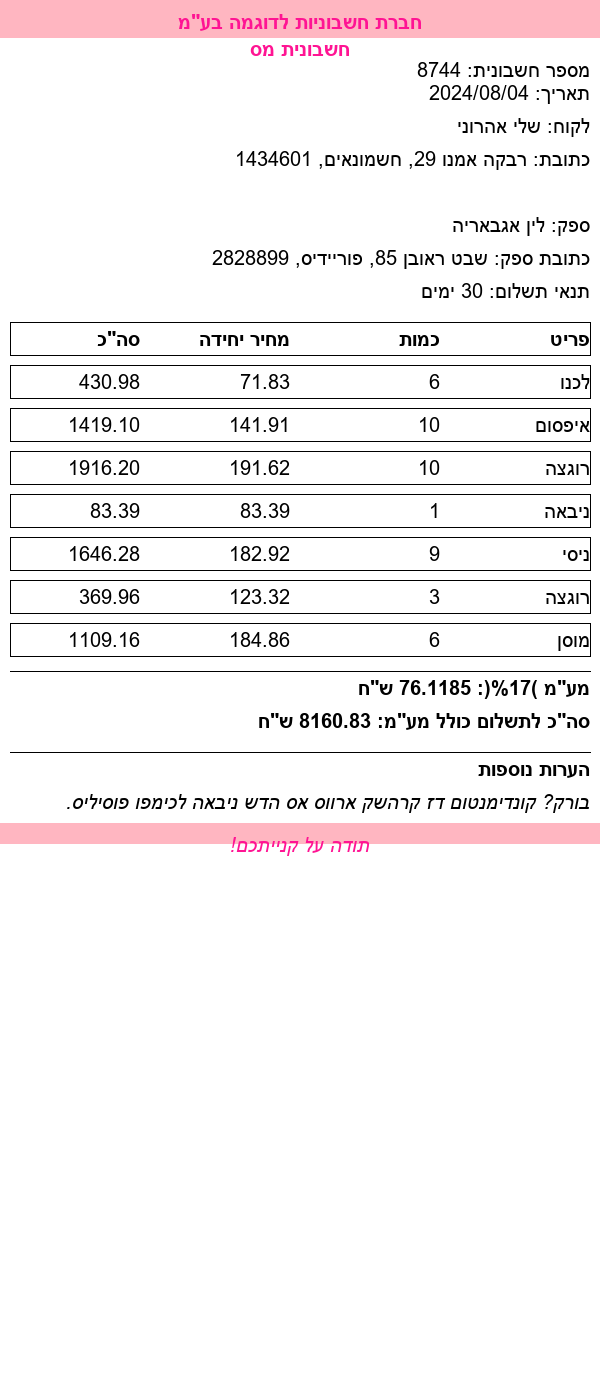 חברת חשבוניות לדוגמה בע"מ
חשבונית מס
מספר חשבונית: 8744
תאריך: 2024/08/04
לקוח: שלי אהרוני
כתובת: רבקה אמנו 29, חשמונאים, 1434601
ספק: לין אגבאריה
כתובת ספק: שבט ראובן 85, פוריידיס, 2828899
תנאי תשלום: 30 ימים
פריט כמות מחיר יחידה סה"כ
לכנו 6 71.83 430.98
איפסום 10 141.91 1419.10
רוגצה 10 191.62 1916.20
ניבאה 1 83.39 83.39
ניסי 9 182.92 1646.28
רוגצה 3 123.32 369.96
מוסן 6 184.86 1109.16
מע"מ )17%(: 76.1185 ש"ח
סה"כ לתשלום כולל מע"מ: 8160.83 ש"ח
הערות נוספות
בורק? קונדימנטום דז קרהשק ארווס אס הדש ניבאה לכימפו פוסיליס.
תודה על קנייתכם!